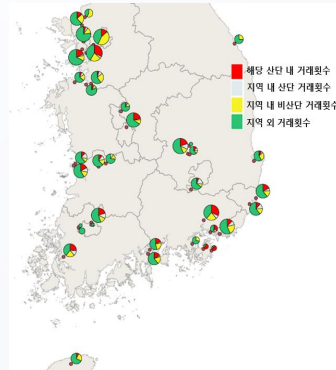 해당 산단 내 거래횟수
지역 내 산단 거래횟수
지역 내 비산단 거래횟수
지역 외 거래횟수